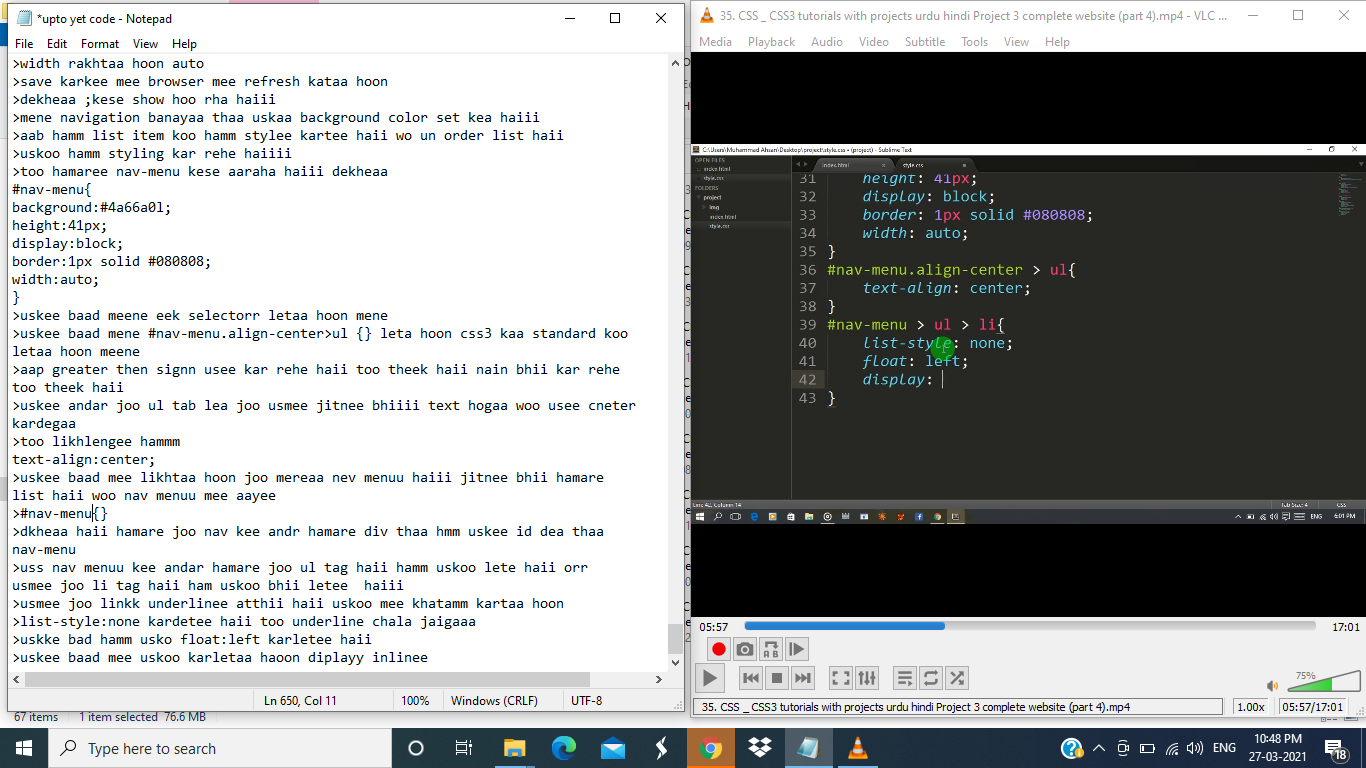 *upto yet code - Notepad
File Edit Format View Help
>width rakhtaa hoon auto
>save karkee mee browser mee refresh kataa hoon
>dekheaa ;kese show hoo rha haiii
>mene navigation banayaa thaa uskaa background color set kea haiii
>aab hamm list item koo hamm stylee kartee haii wo un order list haii
>uskoo hamm styling kar rehe haiiii
>too hamaree nav-menu kese aaraha haiii dekheaa
#nav-menu{
background:#4a66a0l;
height:41px;
display:block;
border:1px solid #080808;
width:auto;
}
>uskee baad meene eek selectorr letaa hoon mene
>uskee baad mene #nav-menu.align-center>ul {} leta hoon css3 kaa standard koo
letaa hoon meene
>aap greater then signn usee kar rehe haii too theek haii nain bhii kar rehe
too theek haii
>uskee andar joo ul tab lea joo usmee jitnee bhiiii text hogaa woo usee cneter
kardegaa
>too likhlengee hammm
text-align:center;
>uskee baad mee likhtaa hoon joo mereaa nev menuu haiii jitnee bhii hamare
list haii woo nav menuu mee aayee
>#nav-menu{}
>dkheaa haii hamare joo nav kee andr hamare div thaa hmm uskee id dea thaa
nav-menu
>uss nav menuu kee andar hamare joo ul tag haii hamm uskoo lete haii orr
usmee joo li tag haii ham uskoo bhii letee  haiii
>usmee joo linkk underlinee atthii haii uskoo mee khatamm kartaa hoon
>list-style:none kardetee haii too underline chala jaigaaa
>uskke bad hamm usko float:left karletee haii
>uskee baad mee uskoo karletaa haoon diplayy inlinee
Ln 650, Col 11 100% Windows (CRLF) UTF-8
67 items 1 item selected 76.6 MB
35. CSS _ CSS3 tutorials with projects urdu hindi Project 3 complete website (part 4).mp4 - VLC ...
Media Playback Audio Video Subtitle Tools View Help
C:\Users\Muhammad Ahsan\Desktop\project\style.css • (project) - Sublime Text
OPEN FILES
index.html
style.css
FOLDERS
project
img
index.html
style.css
index.html style.css
31 height: 41px;
32 display: block;
33 border: 1px solid #080808;
34 width: auto;
35 }
36 #nav-menu.align-center > ul{
37 text-align: center;
38 }
39 #nav-menu > ul > li{
40 list-style: none;
41 float: left;
42 display:
43 }
Line 42, Column 14 Tab Size: 4 CSS
ENG 6:01 PM
05:57 17:01
75%
35. CSS _ CSS3 tutorials with projects urdu hindi Project 3 complete website (part 4).mp4 1.00x 05:57/17:01
Type here to search
ENG 10:48 PM
27-03-2021
18